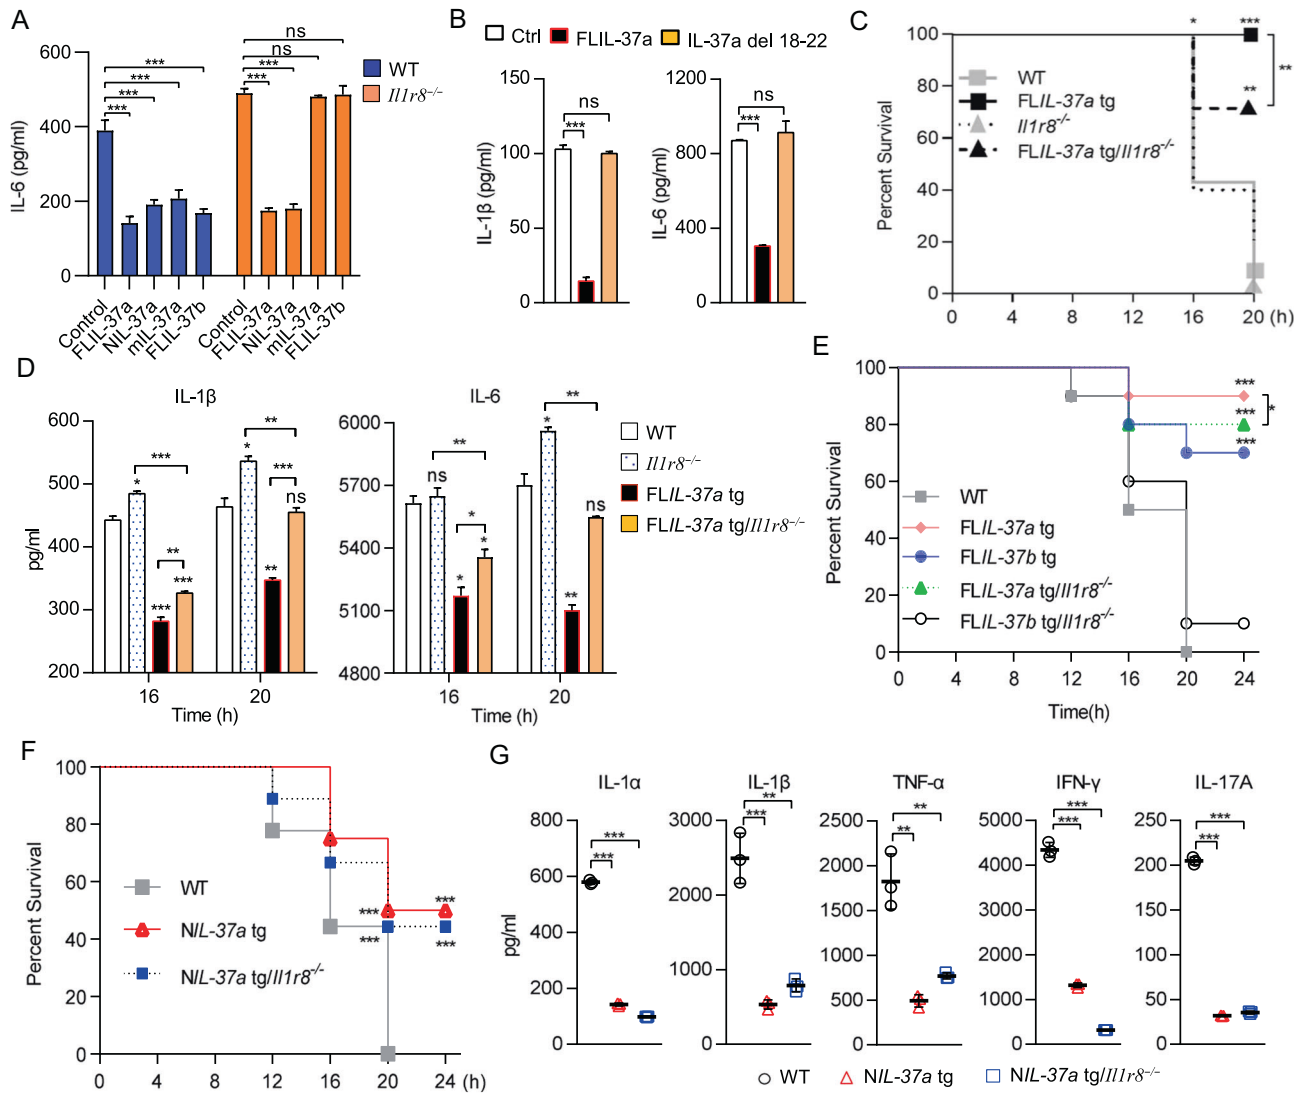 A
600
400
200
0
IL-6 (pg/ml)
***
***
***
***
***
***
ns
ns
WT
Il1r8−/−
Control
FLIL-37a
NIL-37a
mIL-37a
FLIL-37b
Control
FLIL-37a
NIL-37a
mIL-37a
FLIL-37b
B
Ctrl
FLIL-37a
IL-37a del 18-22
150
100
50
0
IL-1β (pg/ml)
ns
***
1200
800
400
0
IL-6 (pg/ml)
ns
***
C
100
80
60
40
20
0
Percent Survival
*
***
**
**
WT
FLIL-37a tg
Il1r8−/−
FLIL-37a tg/Il1r8−/−
0 4 8 12 16 20 (h)
D
IL-1β
600
500
400
300
200
pg/ml
***
*
**
***
***
**
*
***
**
ns
16 20
Time (h)
IL-6
6000
5700
5400
5100
4800
**
ns
*
*
*
**
*
**
ns
16 20
Time (h)
WT
Il1r8−/−
FLIL-37a tg
FLIL-37a tg/Il1r8−/−
E
100
80
60
40
20
0
Percent Survival
***
***
***
*
WT
FLIL-37a tg
FLIL-37b tg
FLIL-37a tg/Il1r8−/−
FLIL-37b tg/Il1r8−/−
0 4 8 12 16 20 24
Time(h)
F
100
80
60
40
20
0
Percent Survival
***
***
***
***
WT
NIL-37a tg
NIL-37a tg/Il1r8−/−
0 4 8 12 16 20 24 (h)
G
IL-1α
800
600
400
200
0
pg/ml
***
***
IL-1β
3000
2000
1000
0
**
***
TNF-α
2500
2000
1500
1000
500
0
**
**
IFN-γ
5000
4000
3000
2000
1000
0
***
***
IL-17A
250
200
150
100
50
0
***
***
WT
NIL-37a tg
NIL-37a tg/Il1r8−/−